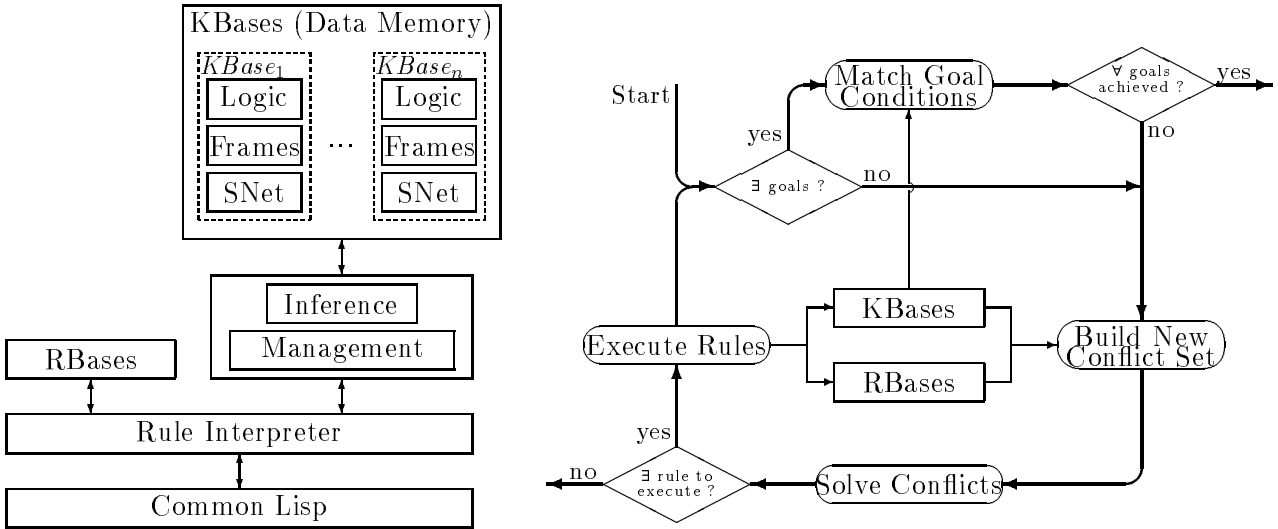 KBases (Data Memory)
KBase1
Logic
Frames
SNet
...
KBasen
Logic
Frames
SNet
Inference
Management
RBases
Rule Interpreter
Common Lisp
Start
Match Goal
Conditions
∀ goals
achieved ?
yes
no
yes
∃ goals ?
no
KBases
Execute Rules
RBases
Build New
Conflict Set
yes
∃ rule to
execute ?
no
Solve Conflicts